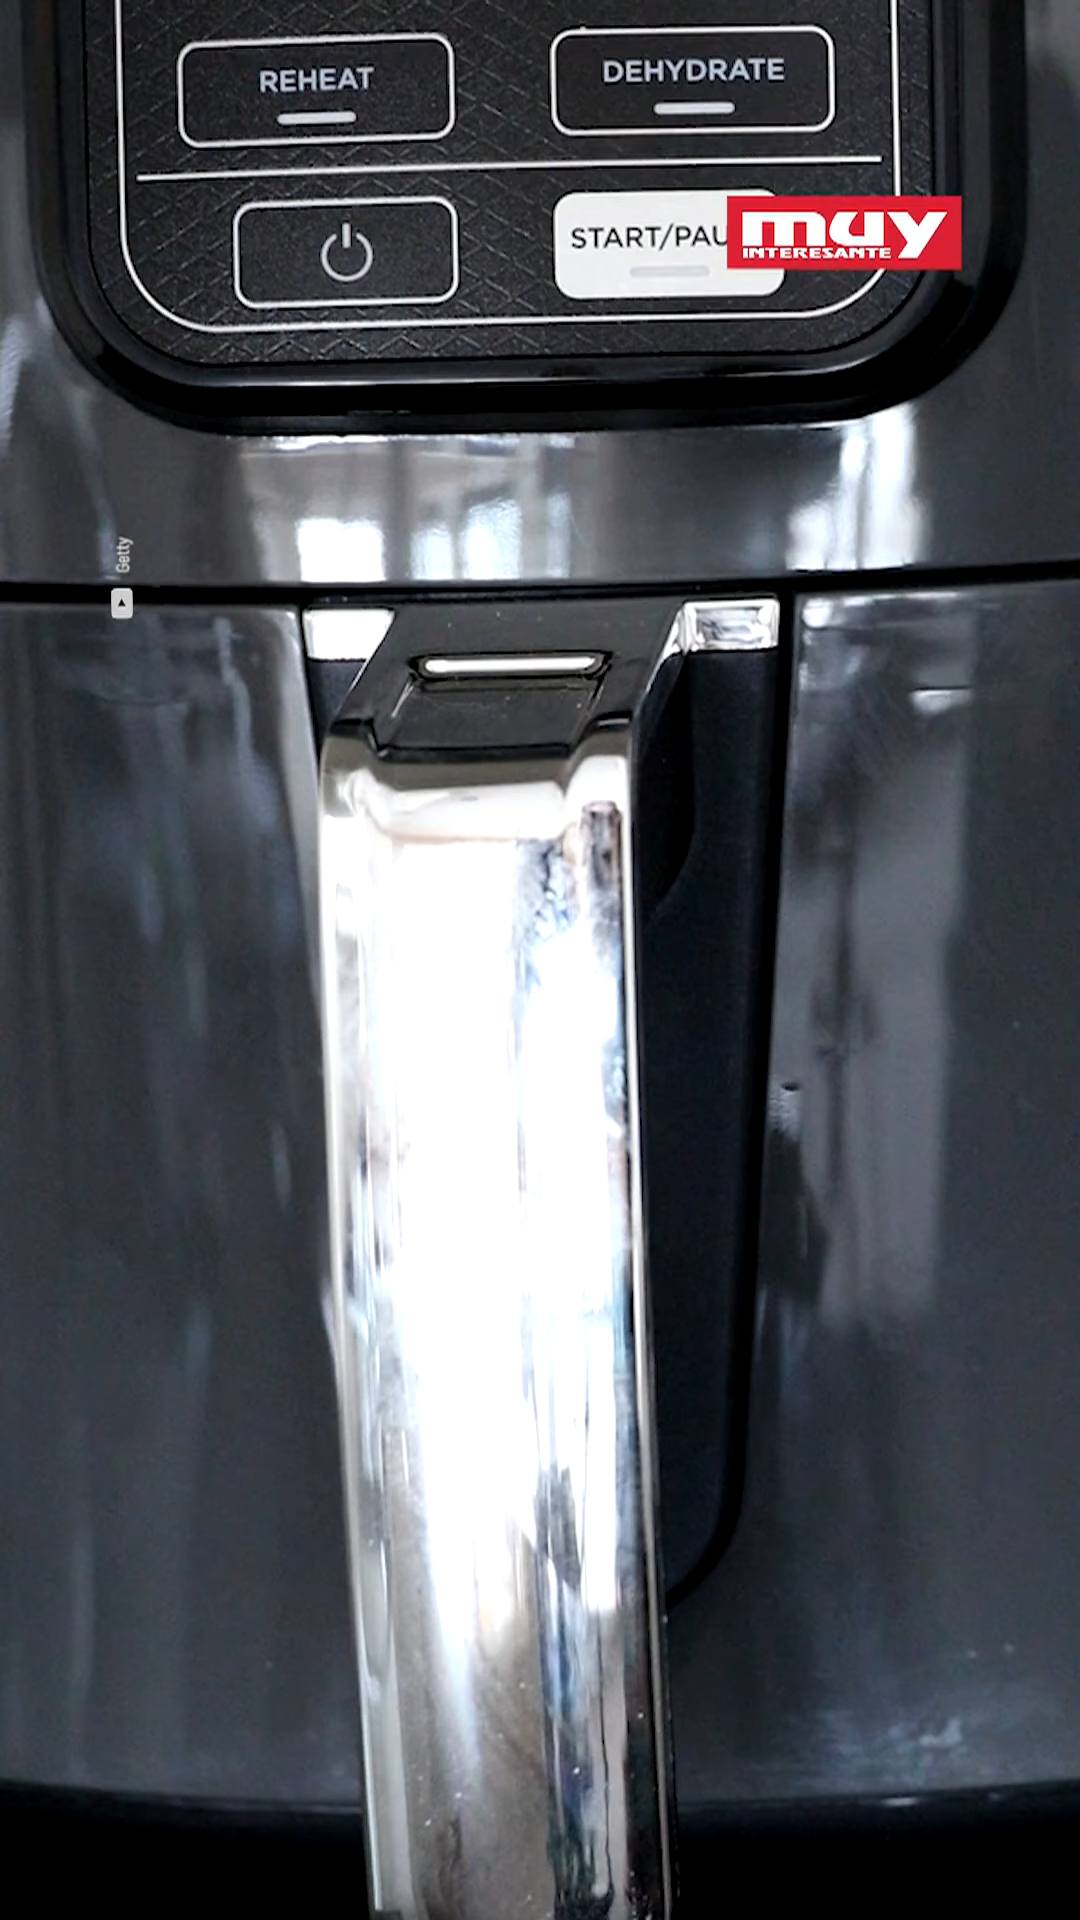 REHEAT
DEHYDRATE
START/PAU
muy
INTERESANTE
Getty